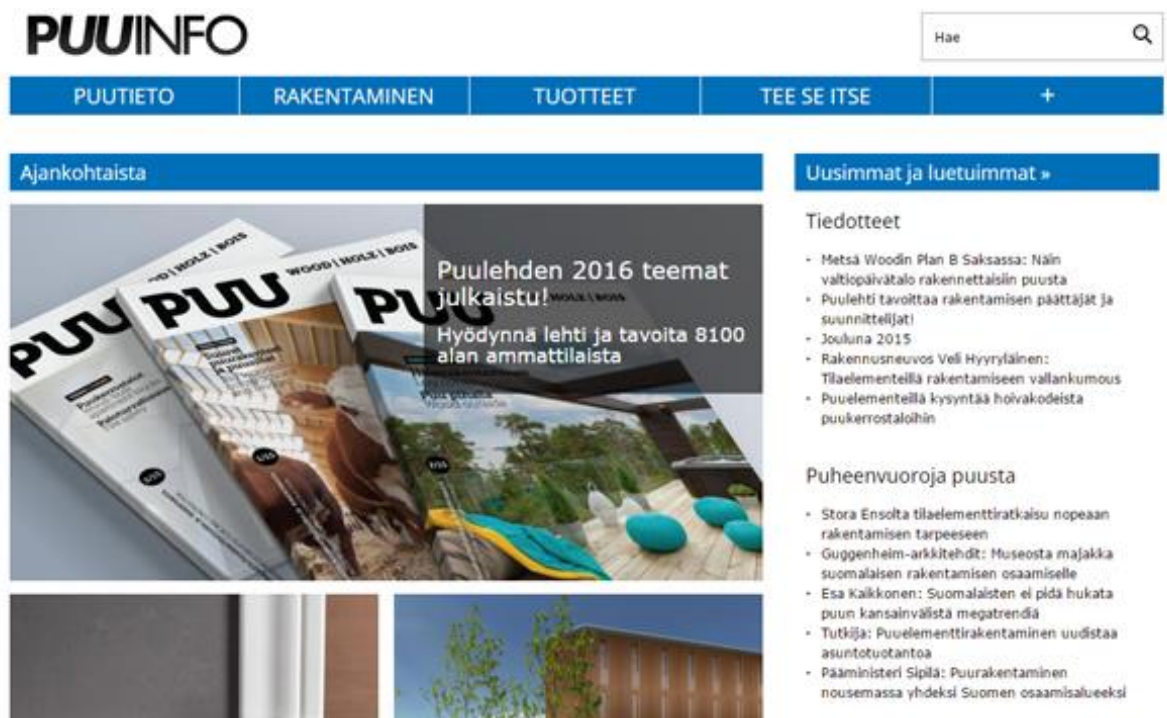 PUUINFO
Hae
PUUTIETO
RAKENTAMINEN
TUOTTEET
TEE SE ITSE
+
Ajankohtaista
PUU
PUU
WOOD | HOLZ | BOIS
PUU
Puulehden 2016 teemat
julkaistu!
Hyödynnä lehti ja tavoita 8100
alan ammattilaista
Uusimmat ja luetuimmat »
Tiedotteet
Metsä Woodin Plan B Saksassa: Näin
valtiopäivätalo rakennettaisiin puusta
Puulehti tavoittaa rakentamisen päättäjät ja
suunnittelijat!
Jouluna 2015
Rakennusneuvos Veli Hyyryläinen:
Tilaelementeillä rakentamiseen vallankumous
Puuelementeillä kysyntää hoivakodeista
puukerrostaloihin
Puheenvuoroja puusta
Stora Ensolta tilaelementtiratkaisu nopeaan
rakentamisen tarpeeseen
Guggenheim-arkkitehdit: Museosta majakka
suomalaisen rakentamisen osaamiselle
Esa Kaikkonen: Suomalaisten ei pidä hukata
puun kansainvälistä megatrendiä
Tutkija: Puuelementtirakentaminen uudistaa
asuntotuotantoa
Pääministeri Sipilä: Puurakentaminen
nousemassa yhdeksi Suomen osaamisalueeksi